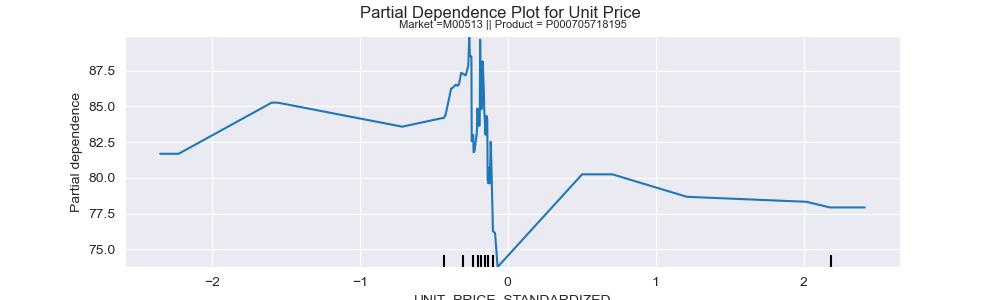 Partial Dependence Plot for Unit Price
Market =M00513 || Product = P000705718195
87.5
85.0
82.5
80.0
77.5
75.0
Partial dependence
−2
−1
0
1
2
UNIT_PRICE_STANDARDIZED